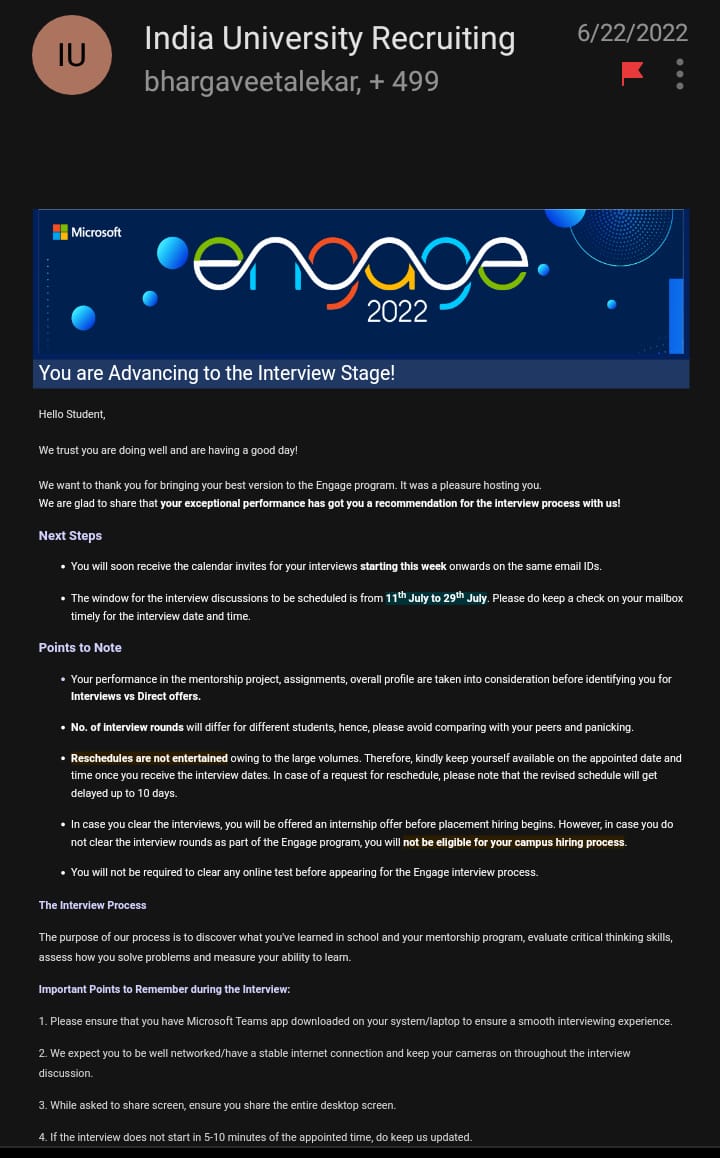 IU
India University Recruiting
6/22/2022
bhargaveetalekar, + 499
Microsoft
engage
2022
You are Advancing to the Interview Stage!
Hello Student,
We trust you are doing well and are having a good day!
We want to thank you for bringing your best version to the Engage program. It was a pleasure hosting you.
We are glad to share that your exceptional performance has got you a recommendation for the interview process with us!
Next Steps
• You will soon receive the calendar invites for your interviews starting this week onwards on the same email IDs.
• The window for the interview discussions to be scheduled is from 11th July to 29th July. Please do keep a check on your mailbox
timely for the interview date and time.
Points to Note
• Your performance in the mentorship project, assignments, overall profile are taken into consideration before identifying you for
Interviews vs Direct offers.
• No. of interview rounds will differ for different students, hence, please avoid comparing with your peers and panicking.
• Reschedules are not entertained owing to the large volumes. Therefore, kindly keep yourself available on the appointed date and
time once you receive the interview dates. In case of a request for reschedule, please note that the revised schedule will get
delayed up to 10 days.
• In case you clear the interviews, you will be offered an internship offer before placement hiring begins. However, in case you do
not clear the interview rounds as part of the Engage program, you will not be eligible for your campus hiring process.
• You will not be required to clear any online test before appearing for the Engage interview process.
The Interview Process
The purpose of our process is to discover what you've learned in school and your mentorship program, evaluate critical thinking skills,
assess how you solve problems and measure your ability to learn.
Important Points to Remember during the Interview:
1. Please ensure that you have Microsoft Teams app downloaded on your system/laptop to ensure a smooth interviewing experience.
2. We expect you to be well networked/have a stable internet connection and keep your cameras on throughout the interview
discussion.
3. While asked to share screen, ensure you share the entire desktop screen.
4. If the interview does not start in 5-10 minutes of the appointed time, do keep us updated.